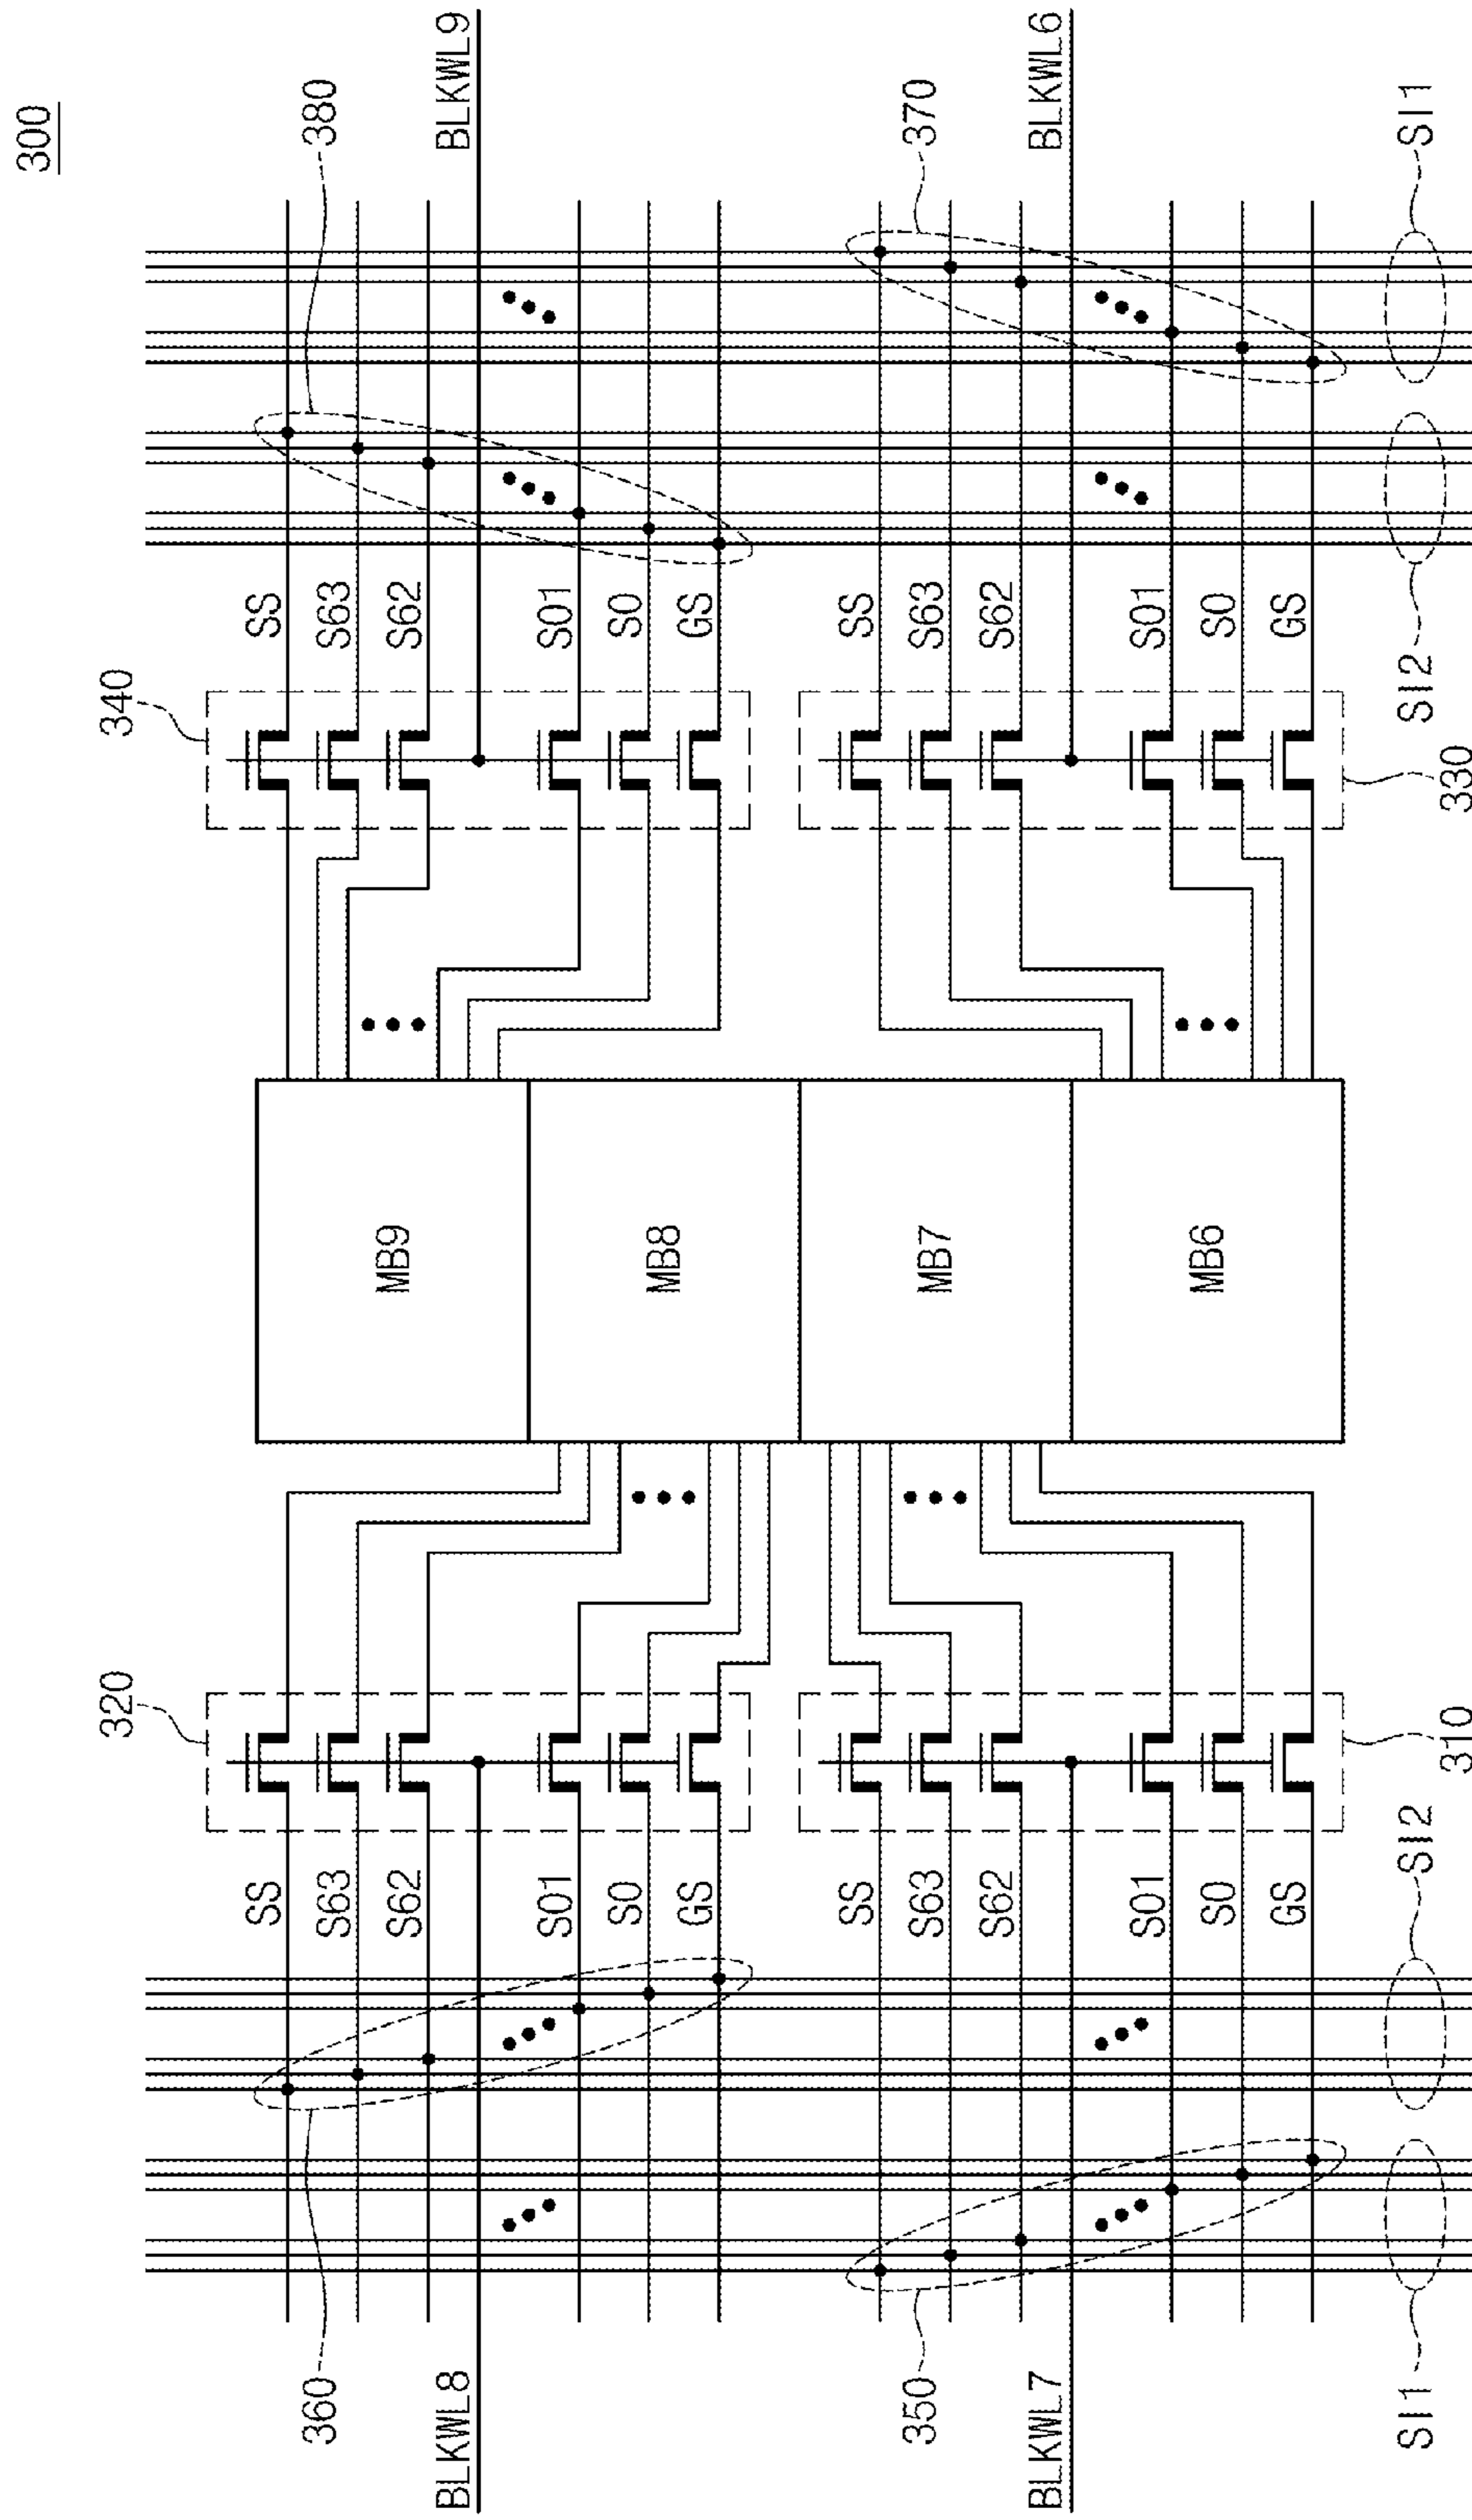 300
320
340
SS
SS
360
380
S63
S63
MB9
S62
S62
BLKWL8
BLKWL9
S01
S01
S0
S0
MB8
GS
GS
SS
SS
350
370
S63
S63
MB7
S62
S62
BLKWL7
BLKWL6
S01
S01
MB6
S0
S0
GS
GS
SI1
SI2
SI2
SI1
310
330